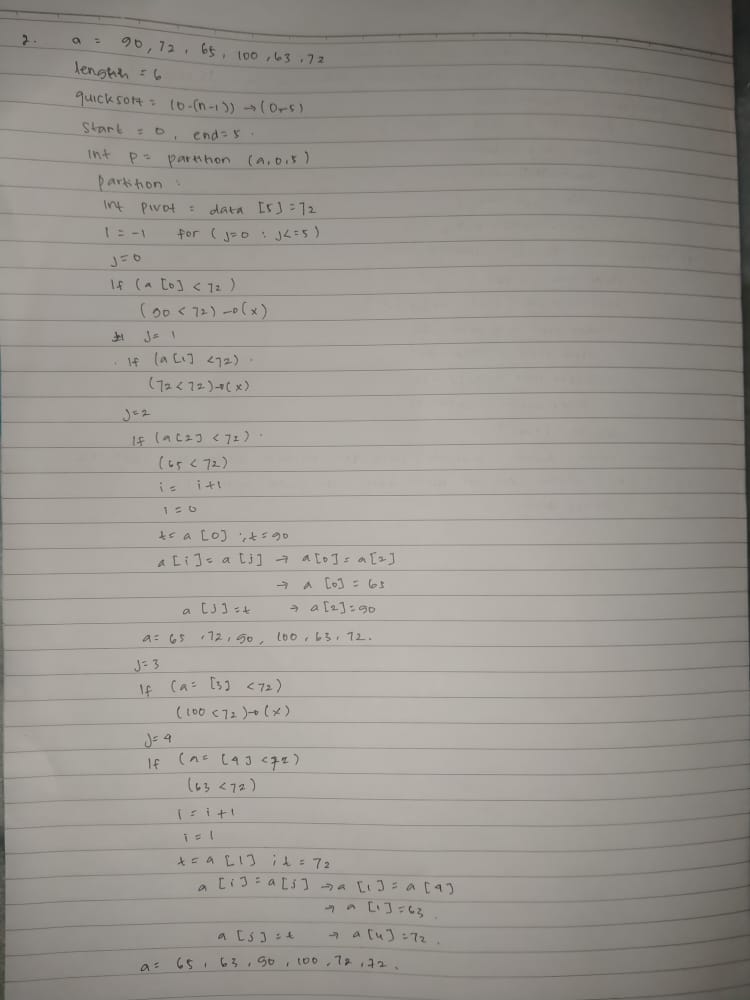 2. a = 90, 72, 65, 100, 63, 72
length = 6
quicksort = (0-(n-1)) → (0-5)
Start = 0, end=5.
Int p = partition (a,0,5)
partition :
Int pivot = data [5] = 72
i = -1 for (j=0 : j<=5)
j=0
If (a[0] < 72)
(90 < 72) → (x)
j= 1
If (a[1] < 72).
(72 < 72) → (x)
j=2
If (a[2] < 72).
(65 < 72)
i = i+1
i = 0
t = a [0] ; t = 90
a [i] = a [j] → a[0] = a[2]
→ a [0] = 65
a [j] = t → a[2] = 90
a = 65, 72, 90, 100, 63, 72.
j=3
If (a = [3] < 72)
(100 < 72) → (x)
j=4
If (a = [4] < 72)
(63 < 72)
i = i+1
i = 1
t = a [1] ; t = 72
a [i] = a [j] → a [1] = a [4]
→ a [1] = 63.
a [j] = t → a [4] = 72.
a = 65, 63, 90, 100, 72, 72.